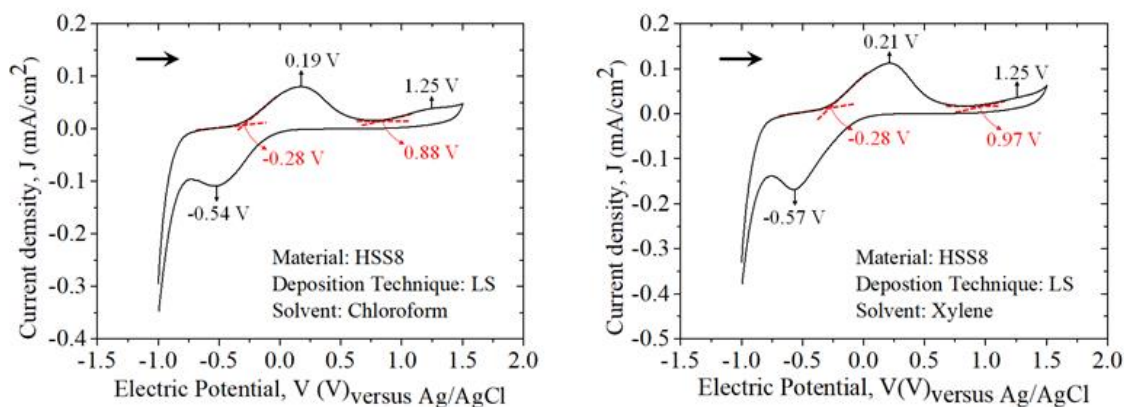 0.2
0.1
0.0
-0.1
-0.2
-0.3
-0.4
Current demsity, J (mA/cm²)
0.19 V
1.25 V
-0.28 V
0.88 V
-0.54 V
Material: HSS8
Deposition Technique: LS
Solvent: Chloroform
-1.5 -1.0 -0.5 0.0 0.5 1.0 1.5 2.0
Electric Potential, V (V)versus Ag/AgCl
0.2
0.1
0.0
-0.1
-0.2
-0.3
-0.4
-0.5
Current demsity, J (mA/cm²)
0.21 V
1.25 V
-0.28 V
0.97 V
-0.57 V
Material: HSS8
Depostion Technique: LS
Solvent: Xylene
-1.5 -1.0 -0.5 0.0 0.5 1.0 1.5 2.0
Electric Potential, V(V)versus Ag/AgCl